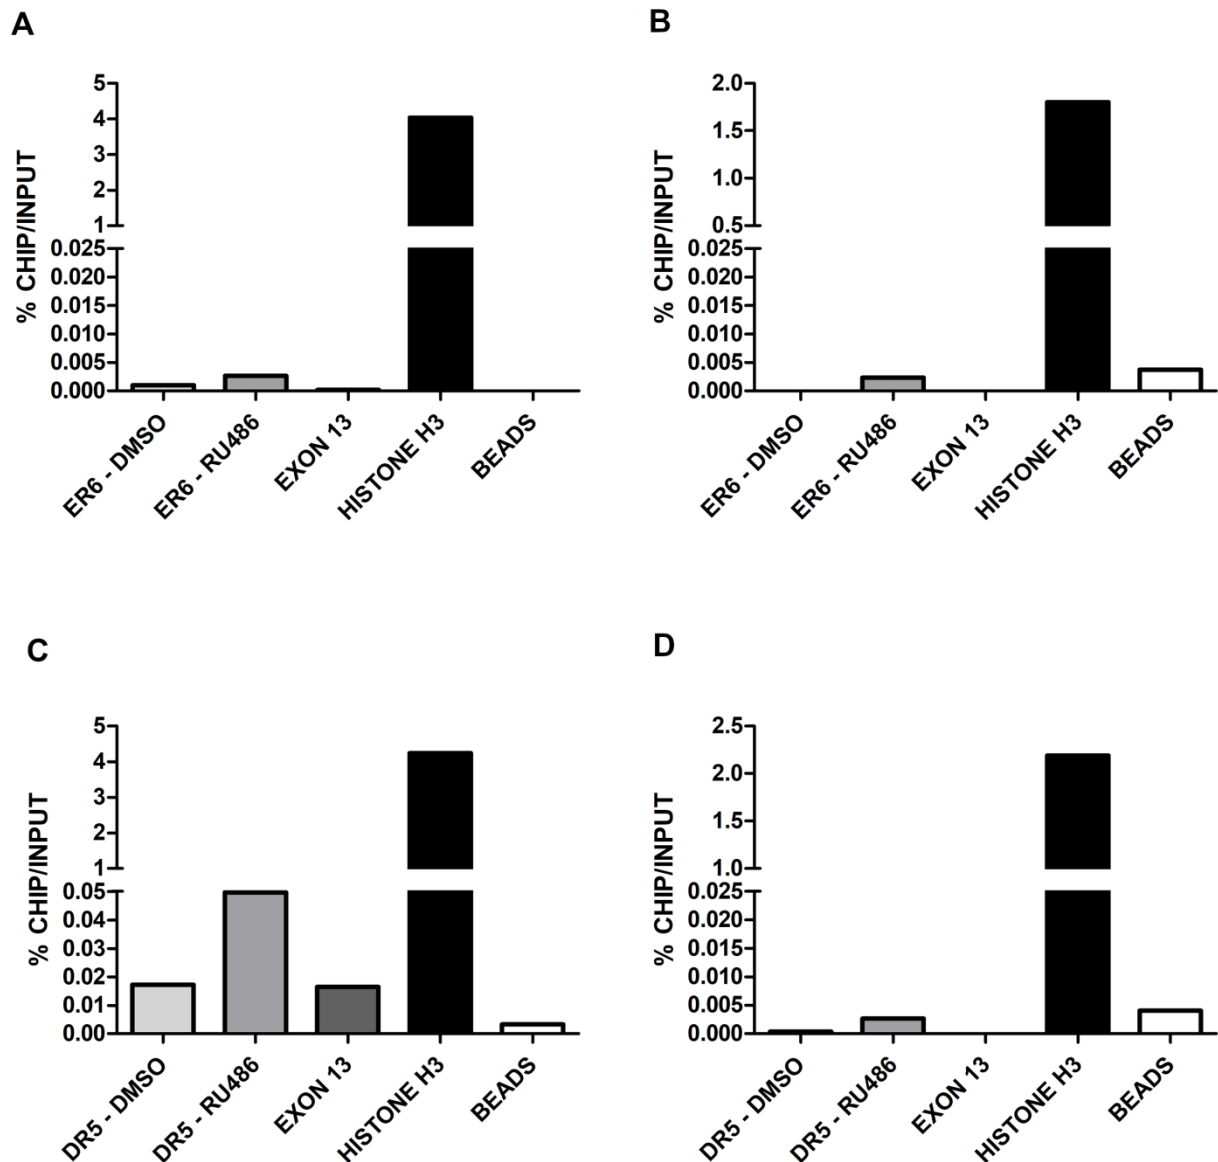 A
% CHIP/INPUT
5
4
3
2
1
0.025
0.020
0.015
0.010
0.005
0.000
ER6 - DMSO
ER6 - RU486
EXON 13
HISTONE H3
BEADS
B
% CHIP/INPUT
2.0
1.5
1.0
0.5
0.025
0.020
0.015
0.010
0.005
0.000
ER6 - DMSO
ER6 - RU486
EXON 13
HISTONE H3
BEADS
C
% CHIP/INPUT
5
4
3
2
1
0.05
0.04
0.03
0.02
0.01
0.00
DR5 - DMSO
DR5 - RU486
EXON 13
HISTONE H3
BEADS
D
% CHIP/INPUT
2.5
2.0
1.5
1.0
0.025
0.020
0.015
0.010
0.005
0.000
DR5 - DMSO
DR5 - RU486
EXON 13
HISTONE H3
BEADS